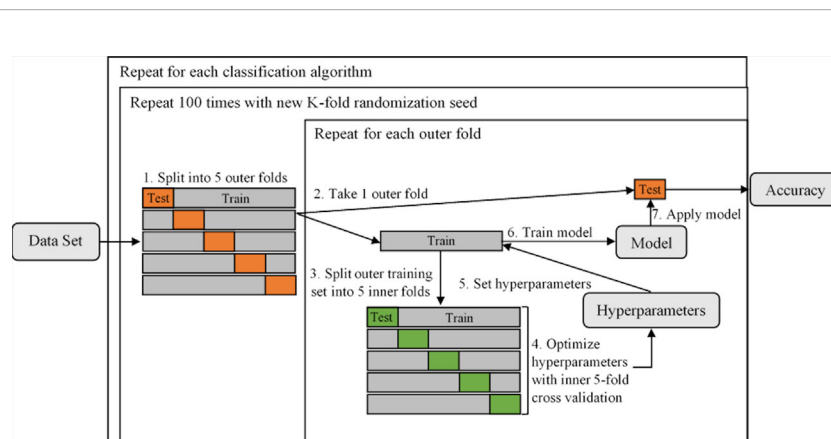 Repeat for each classification algorithm
Repeat 100 times with new K-fold randomization seed
Repeat for each outer fold
1. Split into 5 outer folds
Test
Train
2. Take 1 outer fold
Test
Accuracy
7. Apply model
6. Train model
Train
Model
Data Set
3. Split outer training
set into 5 inner folds
5. Set hyperparameters
Hyperparameters
Test
Train
4. Optimize
hyperparameters
with inner 5-fold
cross validation